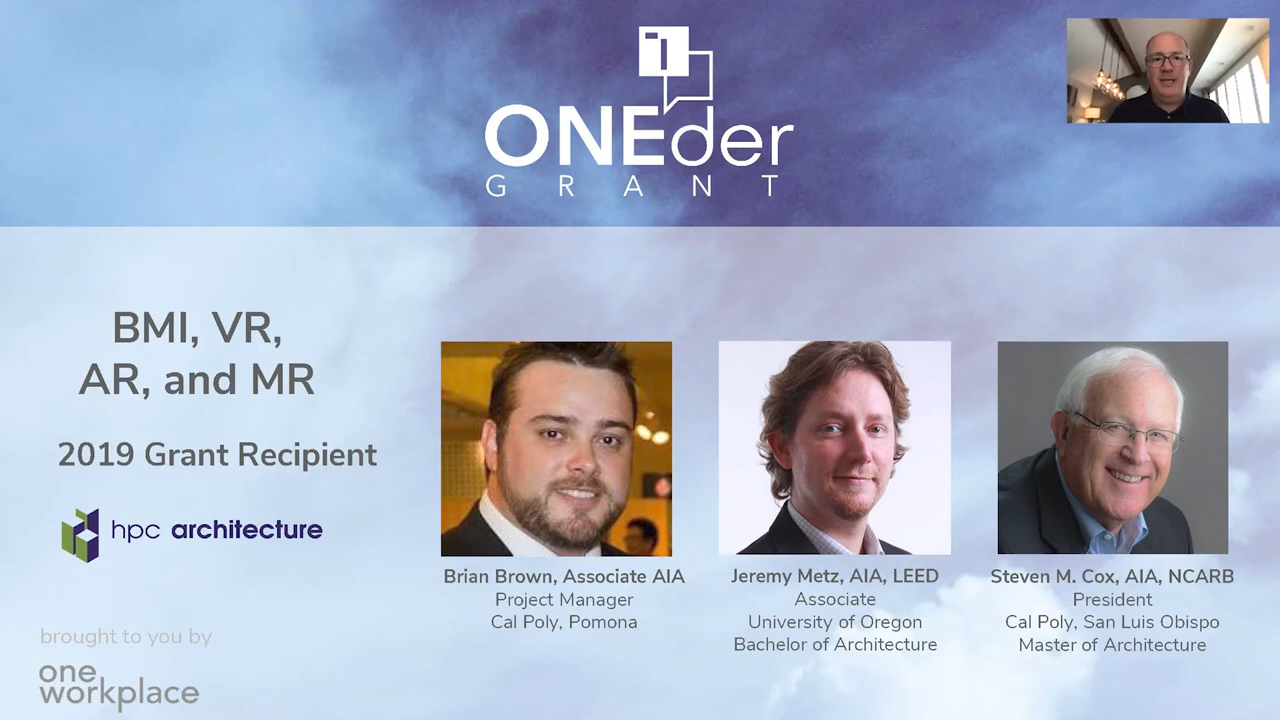 ONEder
GRANT
BMI, VR,
AR, and MR
2019 Grant Recipient
hpc architecture
Brian Brown, Associate AIA
Project Manager
Cal Poly, Pomona
Jeremy Metz, AIA, LEED
Associate
University of Oregon
Bachelor of Architecture
Steven M. Cox, AIA, NCARB
President
Cal Poly, San Luis Obispo
Master of Architecture
brought to you by
one
workplace